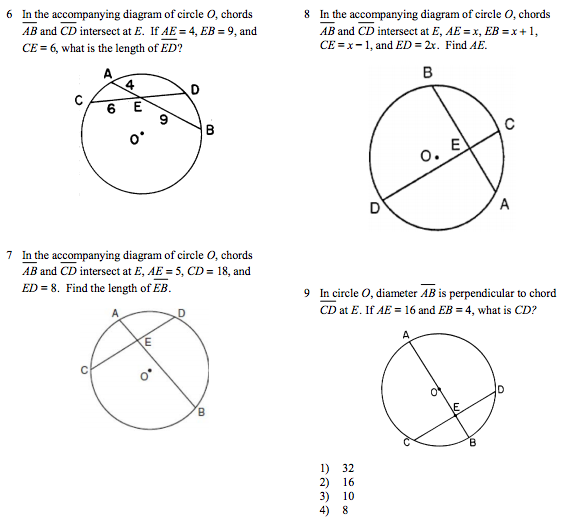 6 In the accompanying diagram of circle O, chords
AB and CD intersect at E. If AE = 4, EB = 9, and
CE = 6, what is the length of ED?
A
4
D
C
6
E
9
B
O
7 In the accompanying diagram of circle O, chords
AB and CD intersect at E, AE = 5, CD = 18, and
ED = 8. Find the length of EB.
A
D
E
C
O
B
8 In the accompanying diagram of circle O, chords
AB and CD intersect at E, AE = x, EB = x + 1,
CE = x − 1, and ED = 2x. Find AE.
B
C
E
O.
D
A
9 In circle O, diameter AB is perpendicular to chord
CD at E. If AE = 16 and EB = 4, what is CD?
A
O
D
E
C
B
1) 32
2) 16
3) 10
4) 8